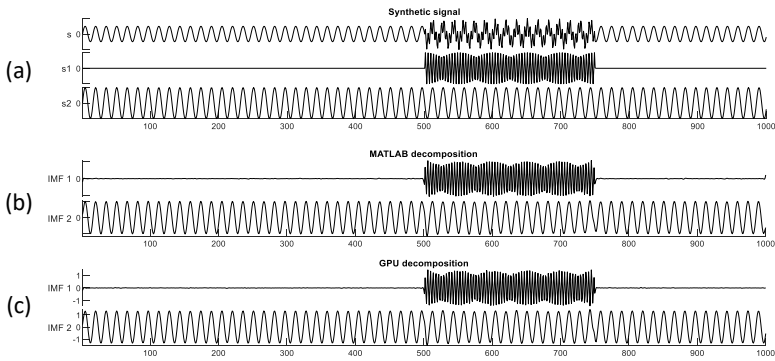 Synthetic signal
(a)
s 0
s1 0
s2 0
100 200 300 400 500 600 700 800 900 1000
MATLAB decomposition
(b)
IMF 1 0
IMF 2 0
100 200 300 400 500 600 700 800 900 1000
GPU decomposition
(c)
1
IMF 1 0
-1
1
IMF 2 0
-1
100 200 300 400 500 600 700 800 900 1000